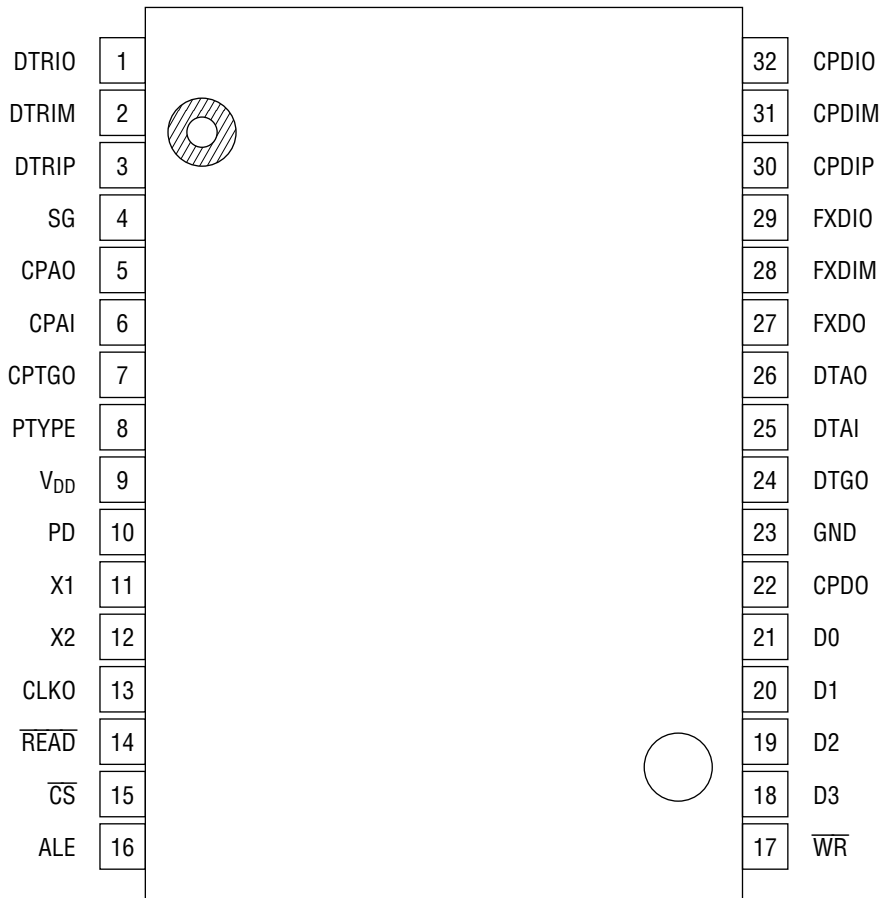 DTRIO 1 32 CPDIO
DTRIM 2 31 CPDIM
DTRIP 3 30 CPDIP
SG 4 29 FXDIO
CPAO 5 28 FXDIM
CPAI 6 27 FXDO
CPTGO 7 26 DTAO
PTYPE 8 25 DTAI
VDD 9 24 DTGO
PD 10 23 GND
X1 11 22 CPDO
X2 12 21 D0
CLKO 13 20 D1
R̅E̅A̅D̅ 14 19 D2
C̅S̅ 15 18 D3
ALE 16 17 W̅R̅